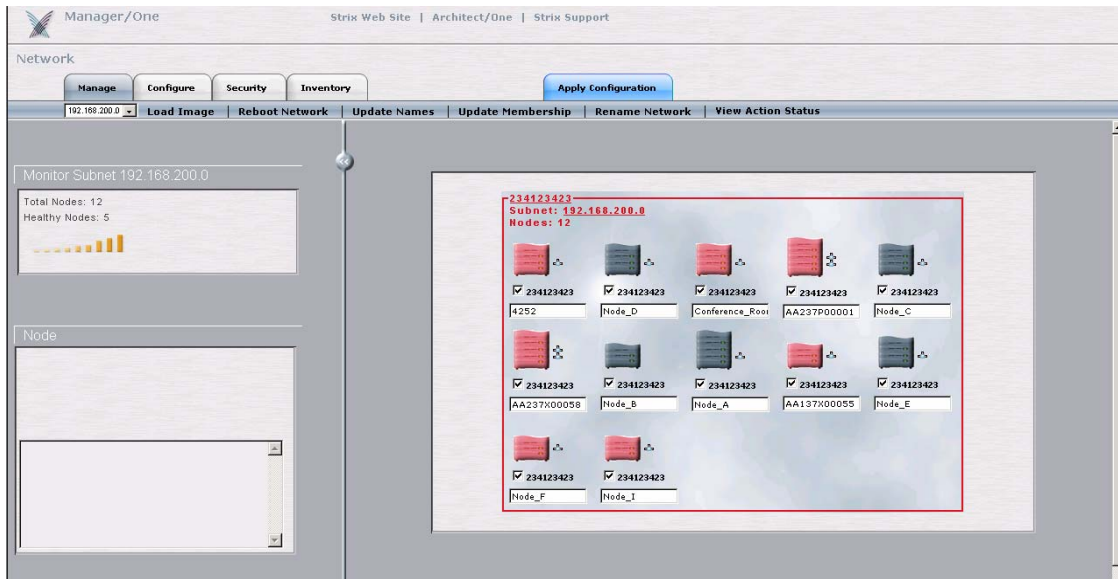 Manager/One
Strix Web Site | Architect/One | Strix Support
Network
Manage Configure Security Inventory Apply Configuration
192.168.200.0 Load Image | Reboot Network | Update Names | Update Membership | Rename Network | View Action Status
Monitor Subnet 192.168.200.0
Total Nodes: 12
Healthy Nodes: 5
Node
234123423
Subnet: 192.168.200.0
Nodes: 12
234123423 234123423 234123423 234123423 234123423
4252 Node_D Conference_Roo AA237P00001 Node_C
234123423 234123423 234123423 234123423 234123423
AA237X00058 Node_B Node_A AA137X00055 Node_E
234123423 234123423
Node_F Node_I